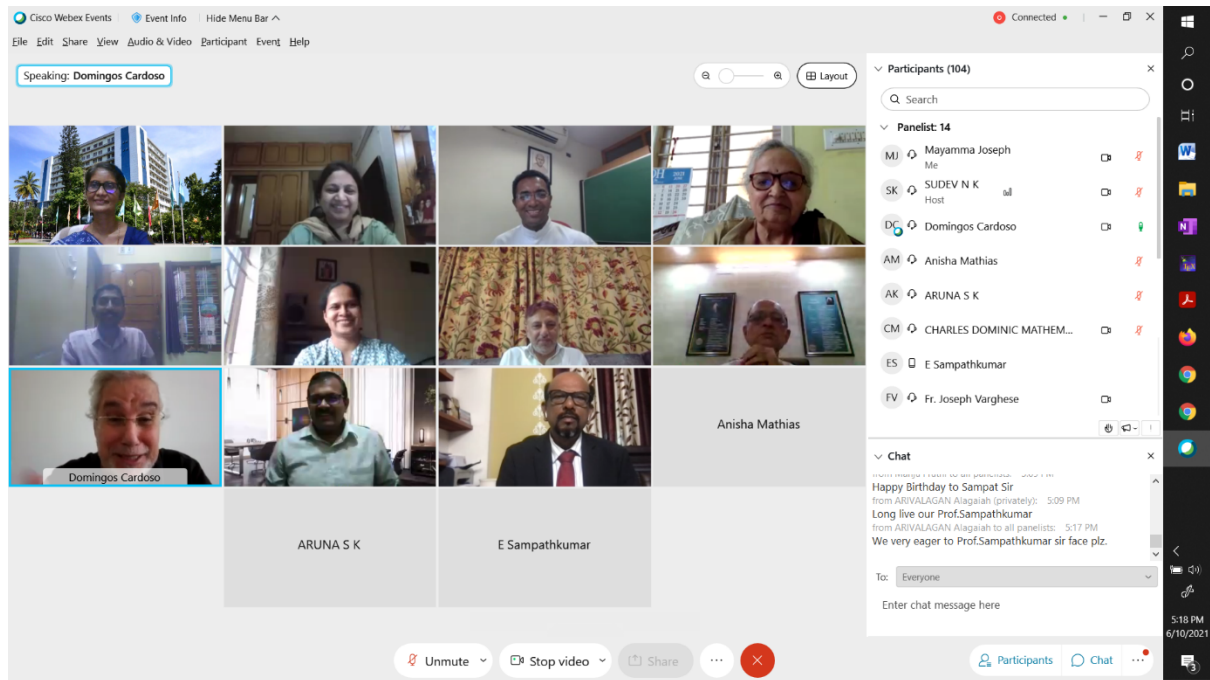 Cisco Webex Events
Event Info
Hide Menu Bar
Connected
File Edit Share View Audio & Video Participant Event Help
Speaking: Domingos Cardoso
Layout
Domingos Cardoso
Anisha Mathias
ARUNA S K
E Sampathkumar
Unmute
Stop video
Share
Participants (104)
Search
Panelist: 14
MJ Mayamma Joseph
Me
SK SUDEV N K
Host
DC Domingos Cardoso
AM Anisha Mathias
AK ARUNA S K
CM CHARLES DOMINIC MATHEM...
ES E Sampathkumar
FV Fr. Joseph Varghese
Chat
Happy Birthday to Sampat Sir
from ARIVALAGAN Alagaiah (privately): 5:09 PM
Long live our Prof.Sampathkumar
from ARIVALAGAN Alagaiah to all panelists: 5:17 PM
We very eager to Prof.Sampathkumar sir face plz.
To: Everyone
Enter chat message here
Participants
Chat
5:18 PM
6/10/2021
3